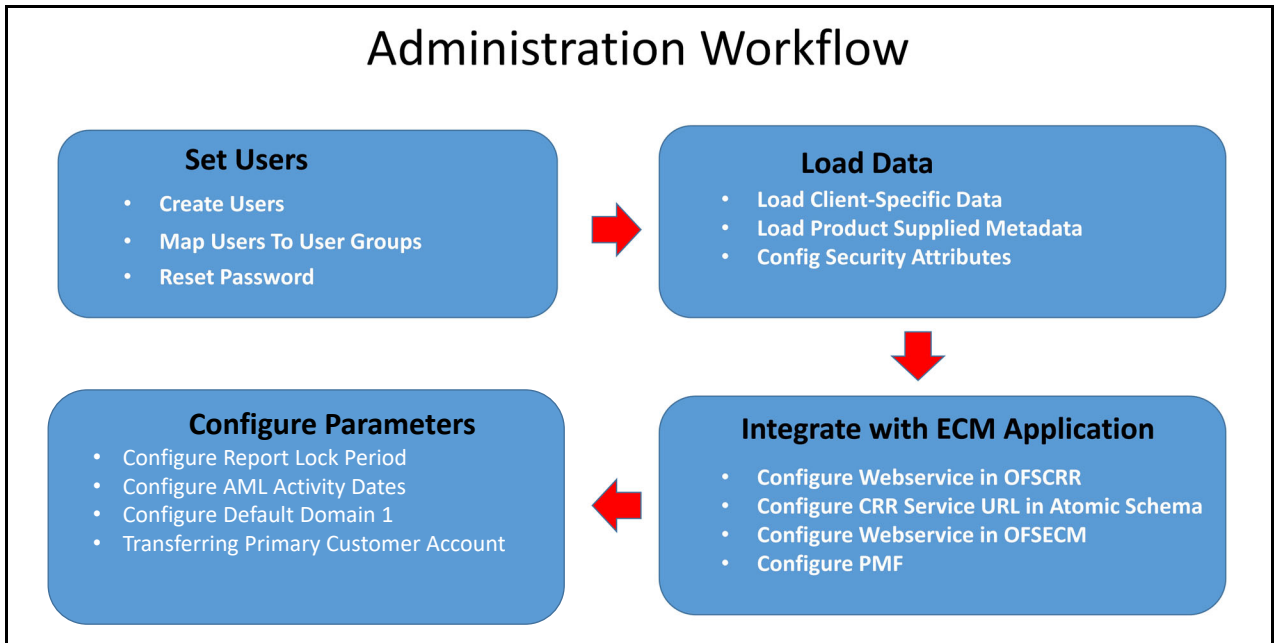 Administration Workflow
Set Users
• Create Users
• Map Users To User Groups
• Reset Password
Load Data
• Load Client-Specific Data
• Load Product Supplied Metadata
• Config Security Attributes
Integrate with ECM Application
• Configure Webservice in OFSCRR
• Configure CRR Service URL in Atomic Schema
• Configure Webservice in OFSECM
• Configure PMF
Configure Parameters
• Configure Report Lock Period
• Configure AML Activity Dates
• Configure Default Domain 1
• Transferring Primary Customer Account